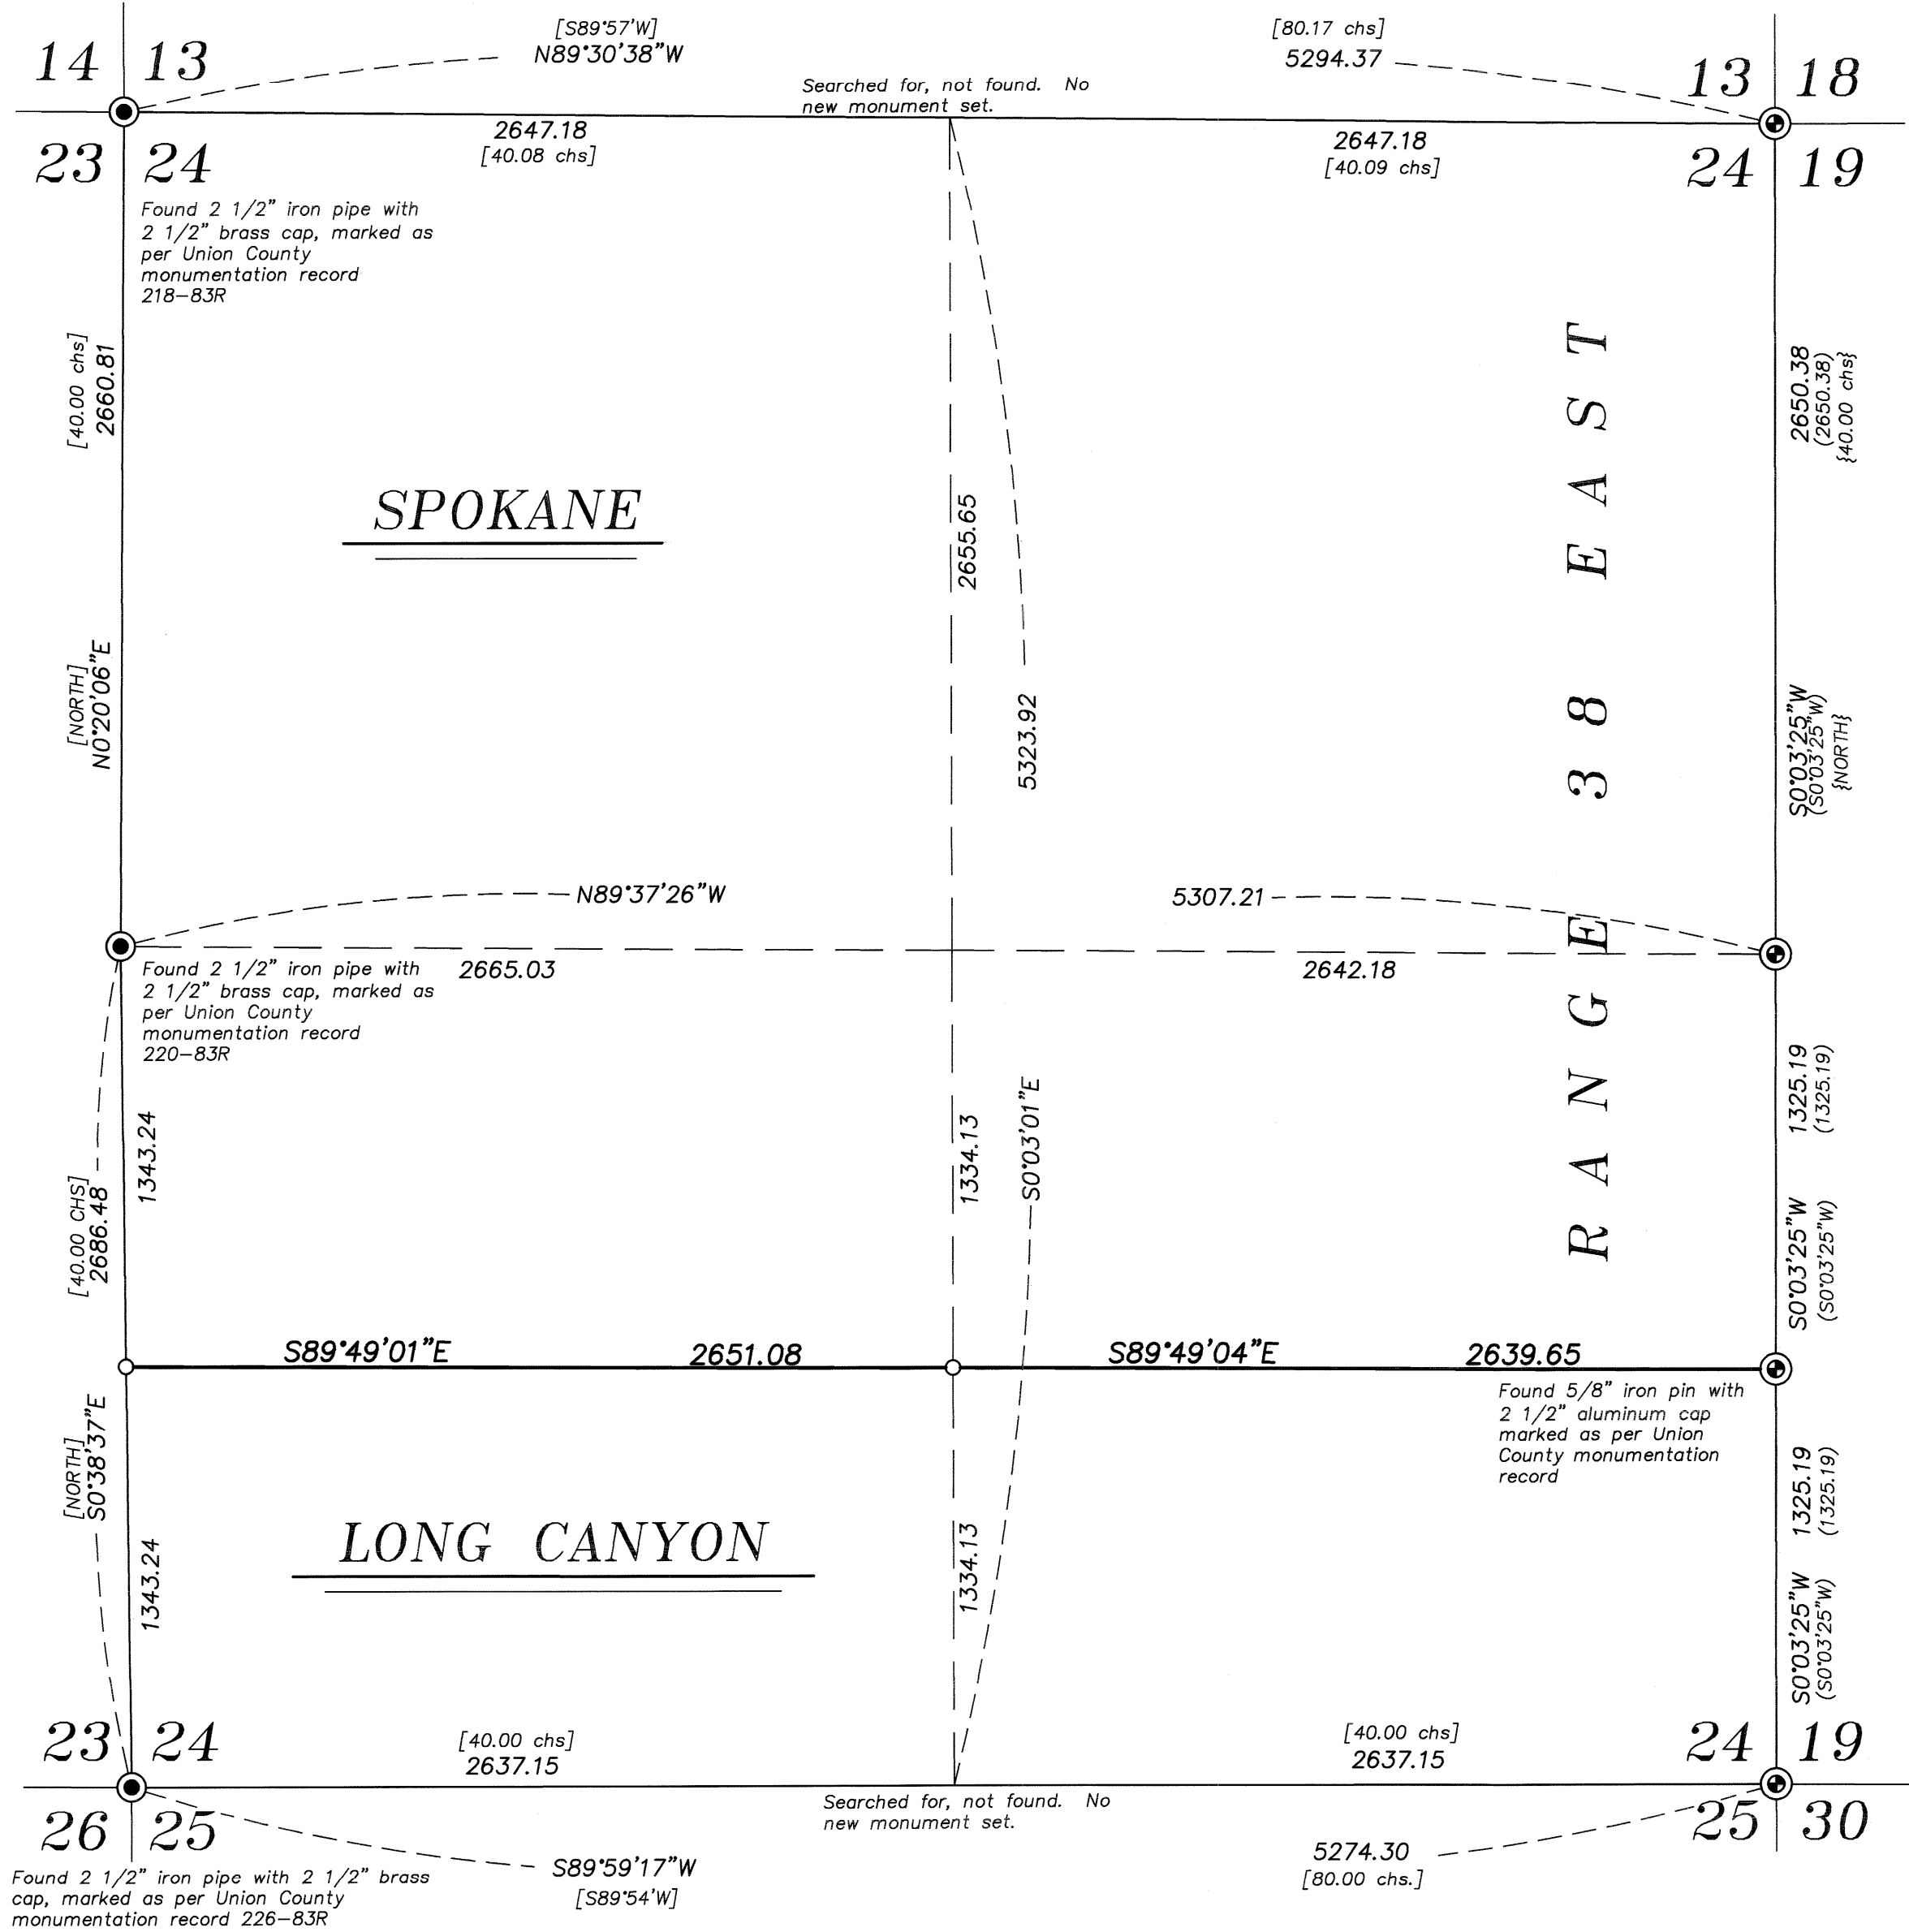 [S89°57'W]
N89°30'38"W
[80.17 chs]
5294.37
14 13
13 18
Searched for, not found. No
new monument set.
2647.18
[40.08 chs]
2647.18
[40.09 chs]
23 24
24 19
Found 2 1/2" iron pipe with
2 1/2" brass cap, marked as
per Union County
monumentation record
218-83R
[40.00 chs]
2660.81
2650.38
(2650.38)
{40.00 chs}
SPOKANE
2655.65
RANGE 38 EAST
[NORTH]
N0°20'06"E
5323.92
S0°03'25"W
(S0°03'25"W)
{NORTH}
N89°37'26"W
5307.21
2665.03
2642.18
Found 2 1/2" iron pipe with
2 1/2" brass cap, marked as
per Union County
monumentation record
220-83R
1343.24
1334.13
S0°03'01"E
1325.19
(1325.19)
[40.00 CHS]
2686.48
S0°03'25"W
(S0°03'25"W)
S89°49'01"E
2651.08
S89°49'04"E
2639.65
Found 5/8" iron pin with
2 1/2" aluminum cap
marked as per Union
County monumentation
record
[NORTH]
S0°38'37"E
1325.19
(1325.19)
LONG CANYON
1343.24
1334.13
S0°03'25"W
(S0°03'25"W)
23 24
[40.00 chs]
2637.15
[40.00 chs]
2637.15
24 19
Searched for, not found. No
new monument set.
26 25
25 30
S89°59'17"W
[S89°54'W]
5274.30
[80.00 chs.]
Found 2 1/2" iron pipe with 2 1/2" brass
cap, marked as per Union County
monumentation record 226-83R